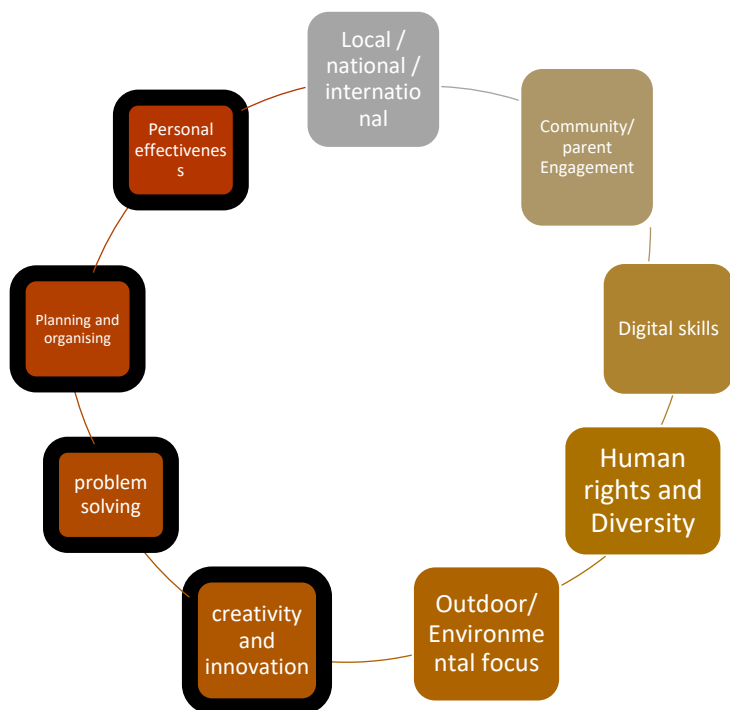 Local /
national /
internatio
nal
Community/
parent
Engagement
Digital skills
Human
rights and
Diversity
Outdoor/
Environme
ntal focus
creativity
and
innovation
problem
solving
Planning and
organising
Personal
effectivenes
s